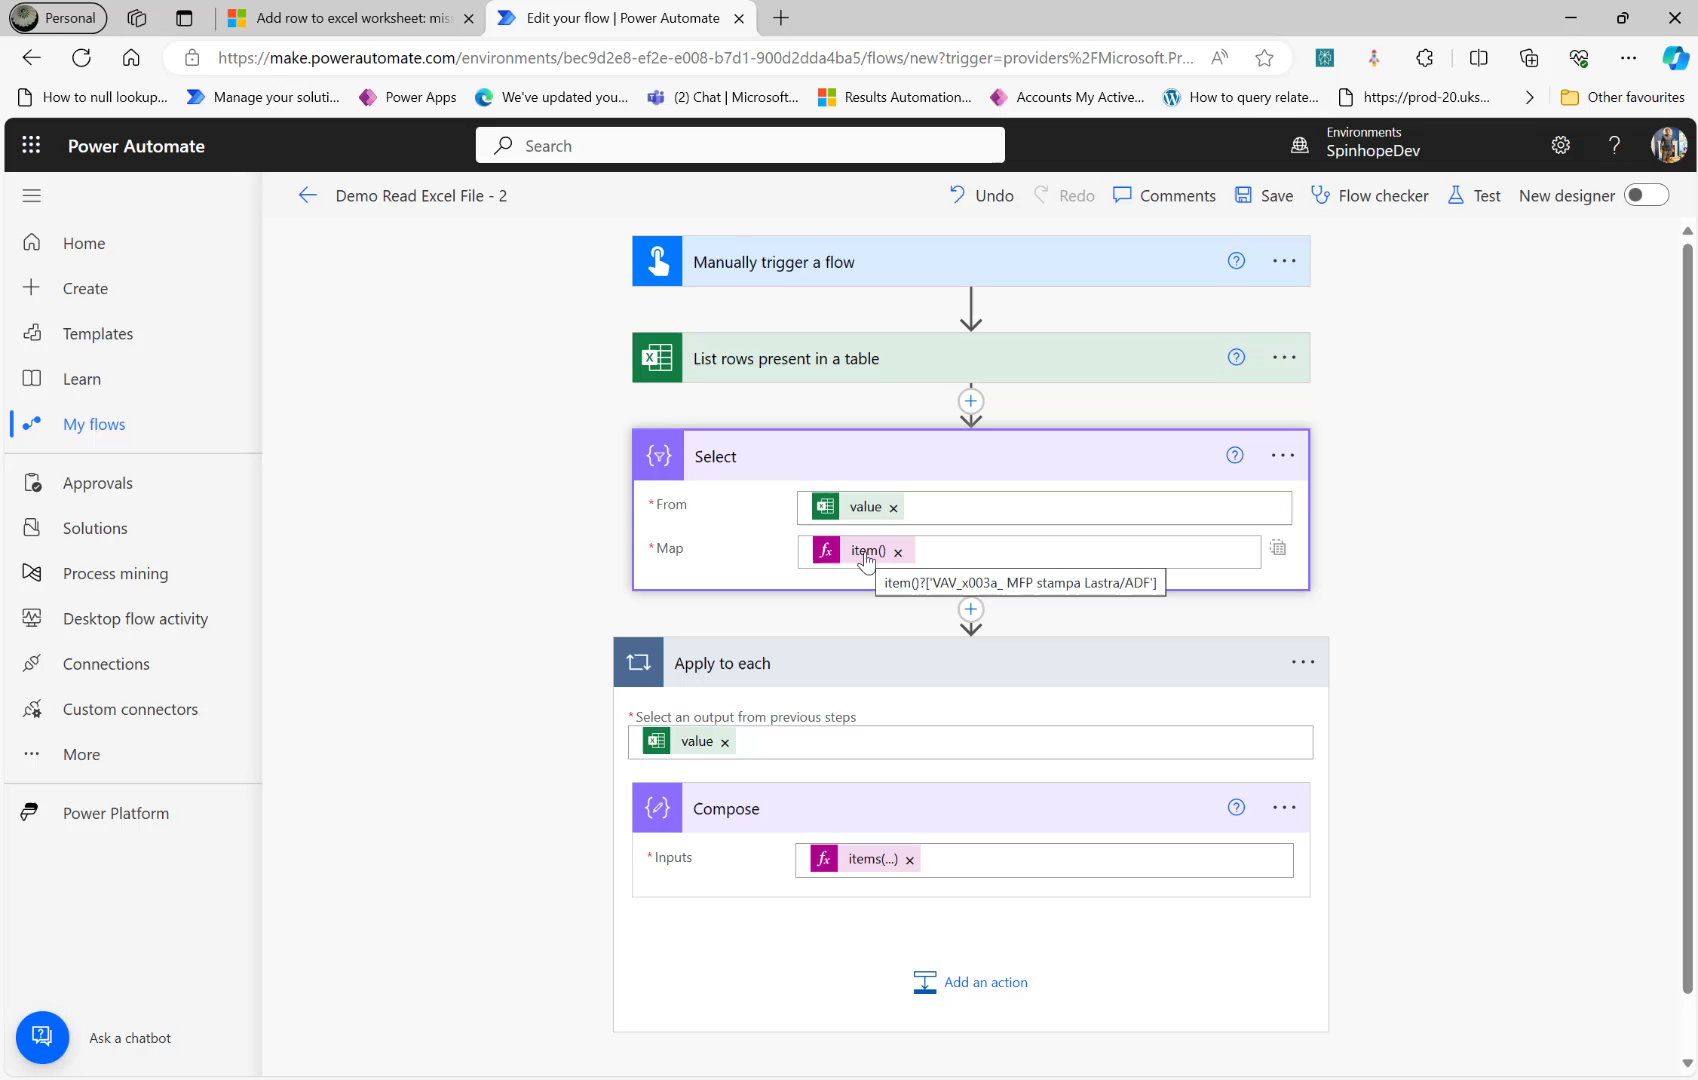 Personal
Add row to excel worksheet: mis
Edit your flow | Power Automate
https://make.powerautomate.com/environments/bec9d2e8-ef2e-e008-b7d1-900d2dda4ba5/flows/new?trigger=providers%2FMicrosoft.Pr...
How to null lookup...
Manage your soluti...
Power Apps
We've updated you...
(2) Chat | Microsoft...
Results Automation...
Accounts My Active...
How to query relate...
https://prod-20.uks...
Other favourites
Power Automate
Search
Environments
SpinhopeDev
Demo Read Excel File - 2
Undo
Redo
Comments
Save
Flow checker
Test
New designer
Home
Create
Templates
Learn
My flows
Approvals
Solutions
Process mining
Desktop flow activity
Connections
Custom connectors
More
Power Platform
Ask a chatbot
Manually trigger a flow
List rows present in a table
Select
*From
value
*Map
item()
item()?['VAV_x003a_ MFP stampa Lastra/ADF']
Apply to each
*Select an output from previous steps
value
Compose
*Inputs
items(...)
Add an action